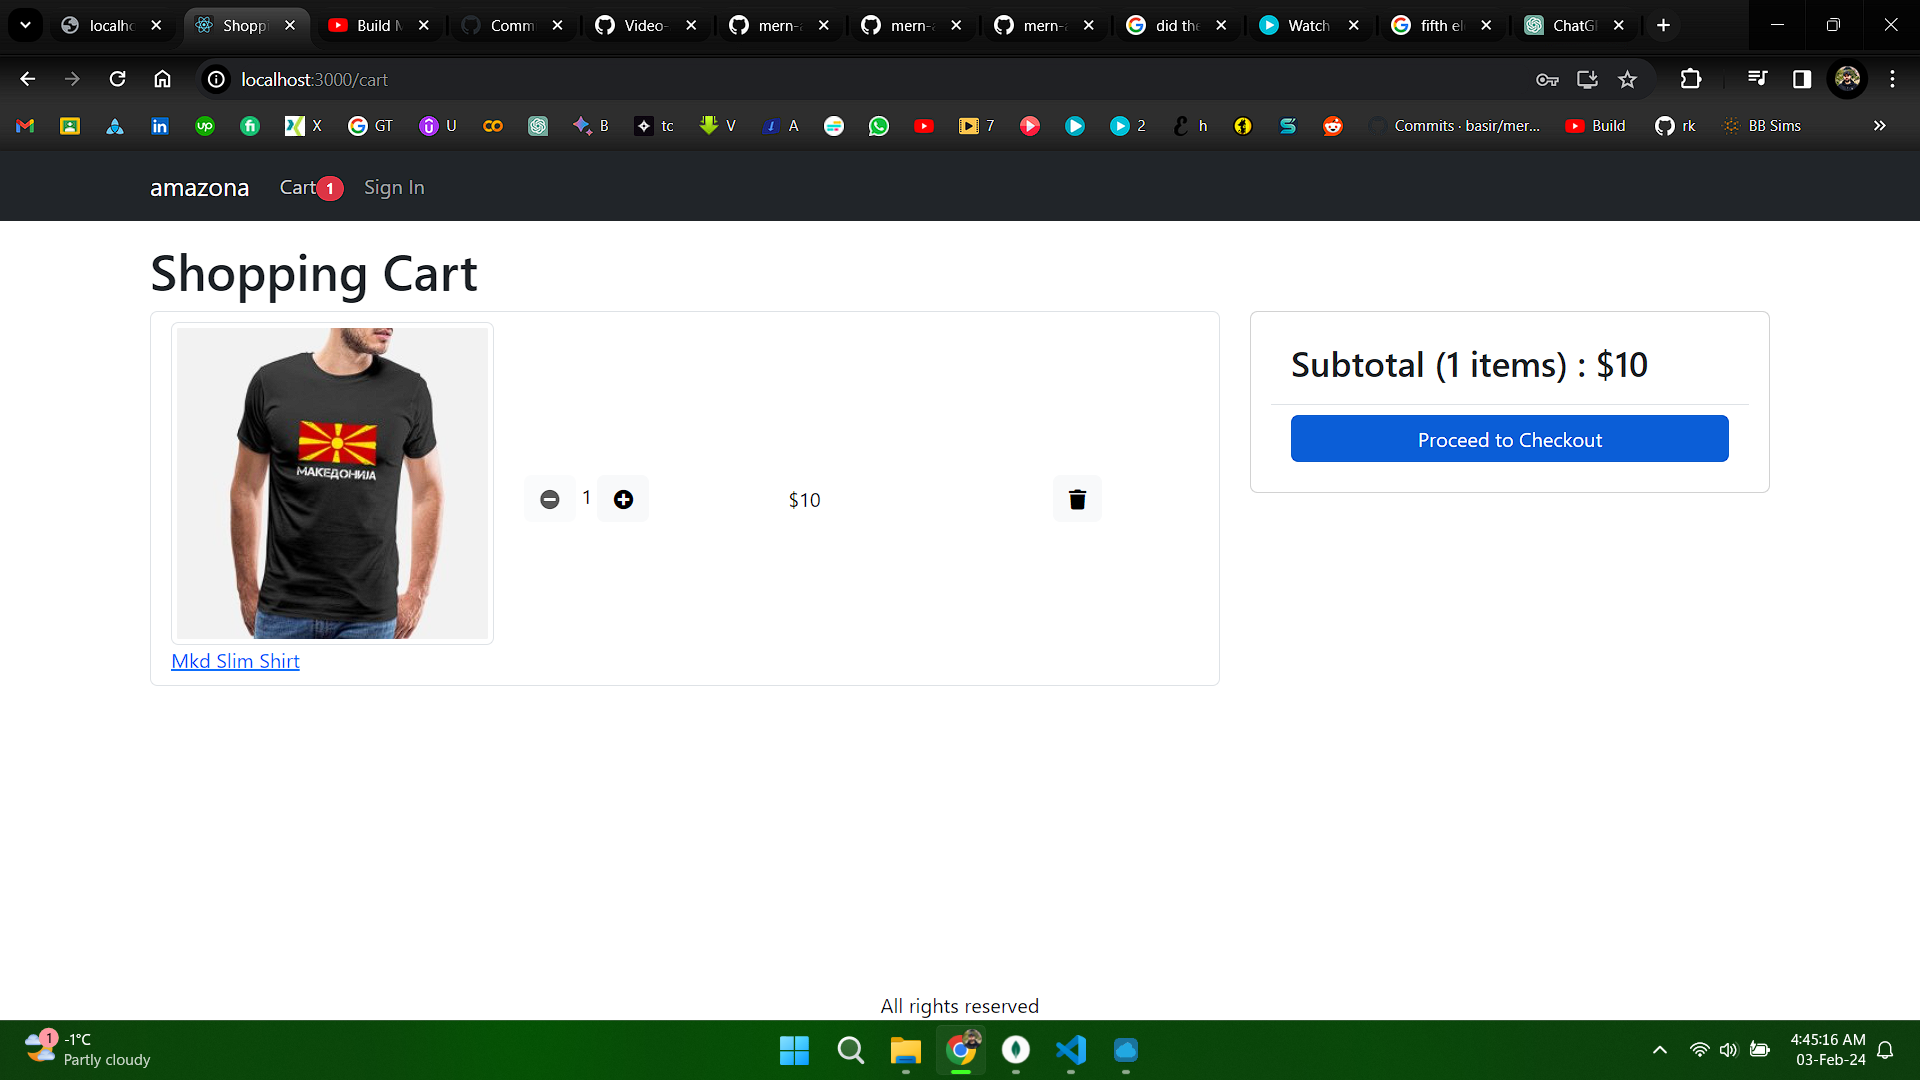 localho
Shoppi
Build M
Comm
Video-
mern-a
mern-a
mern-a
did the
Watch
fifth el
ChatG
localhost:3000/cart
X
GT
U
B
tc
V
A
7
2
h
Commits · basir/mer...
Build
rk
BB Sims
amazona
Cart 1
Sign In
Shopping Cart
МАКЕДОНИЈА
Mkd Slim Shirt
1
$10
Subtotal (1 items) : $10
Proceed to Checkout
All rights reserved
1
-1°C
Partly cloudy
4:45:16 AM
03-Feb-24